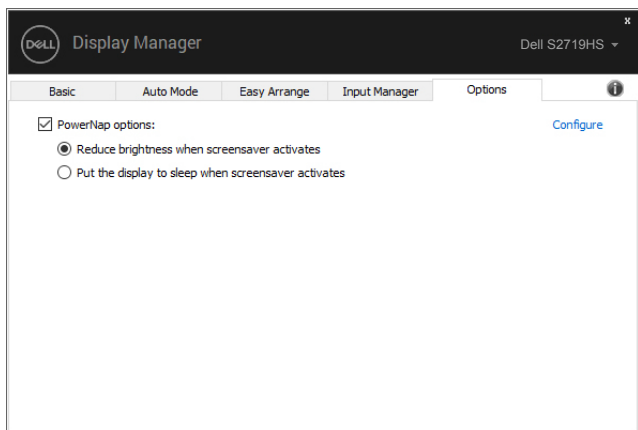 x
DELL Display Manager Dell S2719HS
Basic Auto Mode Easy Arrange Input Manager Options i
PowerNap options: Configure
Reduce brightness when screensaver activates
Put the display to sleep when screensaver activates